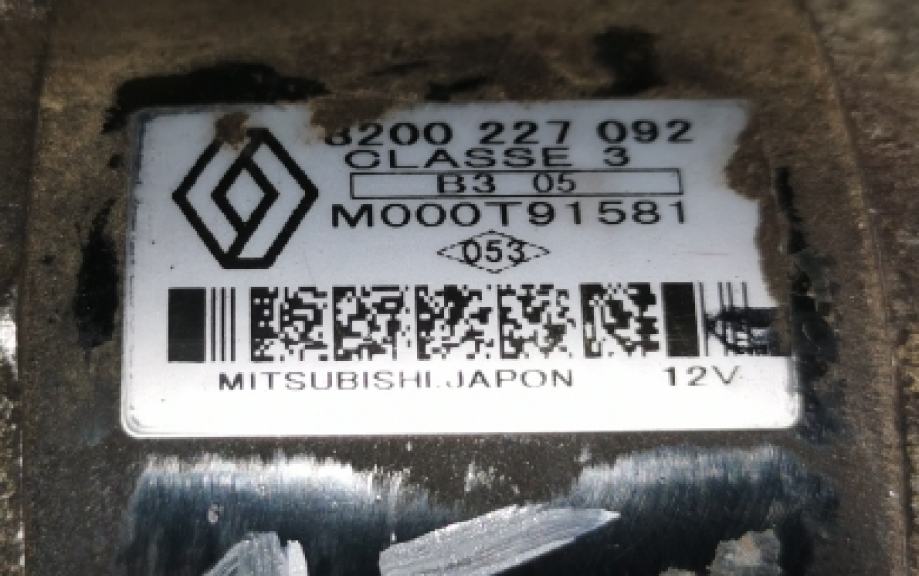 8200 227 092
CLASSE 3
B3 05
M000T91581
053
MITSUBISHI.JAPON 12V